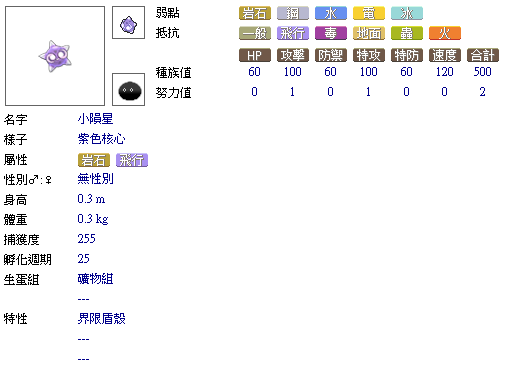 弱點 岩石 鋼 水 電 冰
抵抗 一般 飛行 毒 地面 蟲 火
HP 攻擊 防禦 特攻 特防 速度 合計
種族值 60 100 60 100 60 120 500
努力值 0 1 0 1 0 0 2
名字 小隕星
樣子 紫色核心
屬性 岩石 飛行
性別♂:♀ 無性別
身高 0.3 m
體重 0.3 kg
捕獲度 255
孵化週期 25
生蛋組 礦物組
---
特性 界限盾殼
---
---